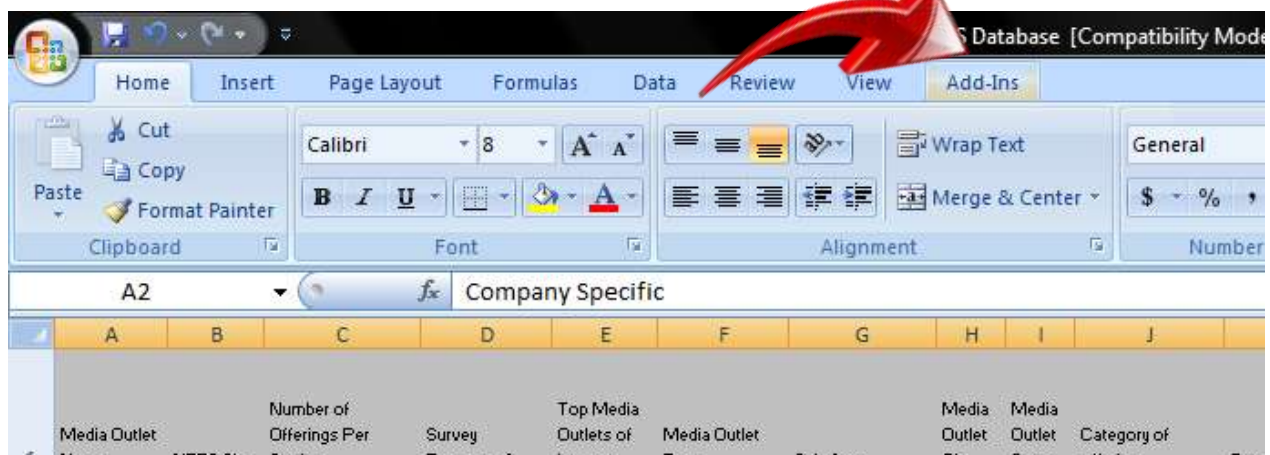 S Database [Compatibility Mode
Home Insert Page Layout Formulas Data Review View Add-Ins
Cut
Copy
Paste
Format Painter
Clipboard
Calibri 8 A A
B I U A
Font
Wrap Text
Merge & Center
Alignment
General
$ % ,
Number
A2 fx Company Specific
A B C D E F G H I J
Number of Top Media Media Media
Media Outlet Offerings Per Survey Outlets of Media Outlet Outlet Outlet Category of